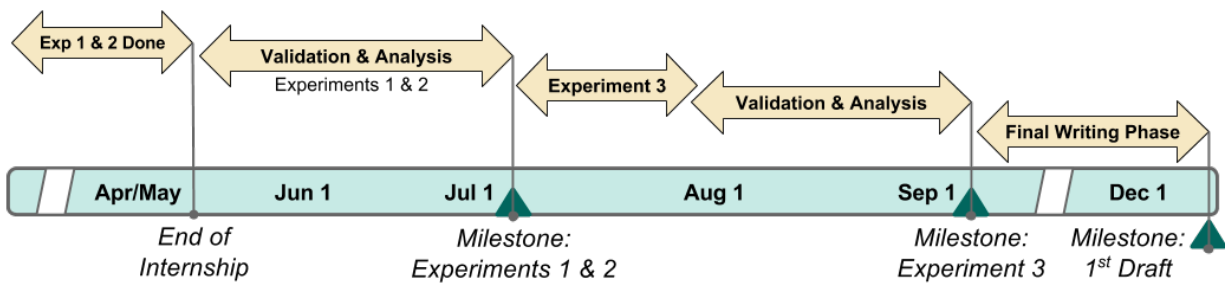 Exp 1 & 2 Done
Validation & Analysis
Experiments 1 & 2
Experiment 3
Validation & Analysis
Final Writing Phase
Apr/May
Jun 1
Jul 1
Aug 1
Sep 1
Dec 1
End of
Internship
Milestone:
Experiments 1 & 2
Milestone:
Experiment 3
Milestone:
1st Draft